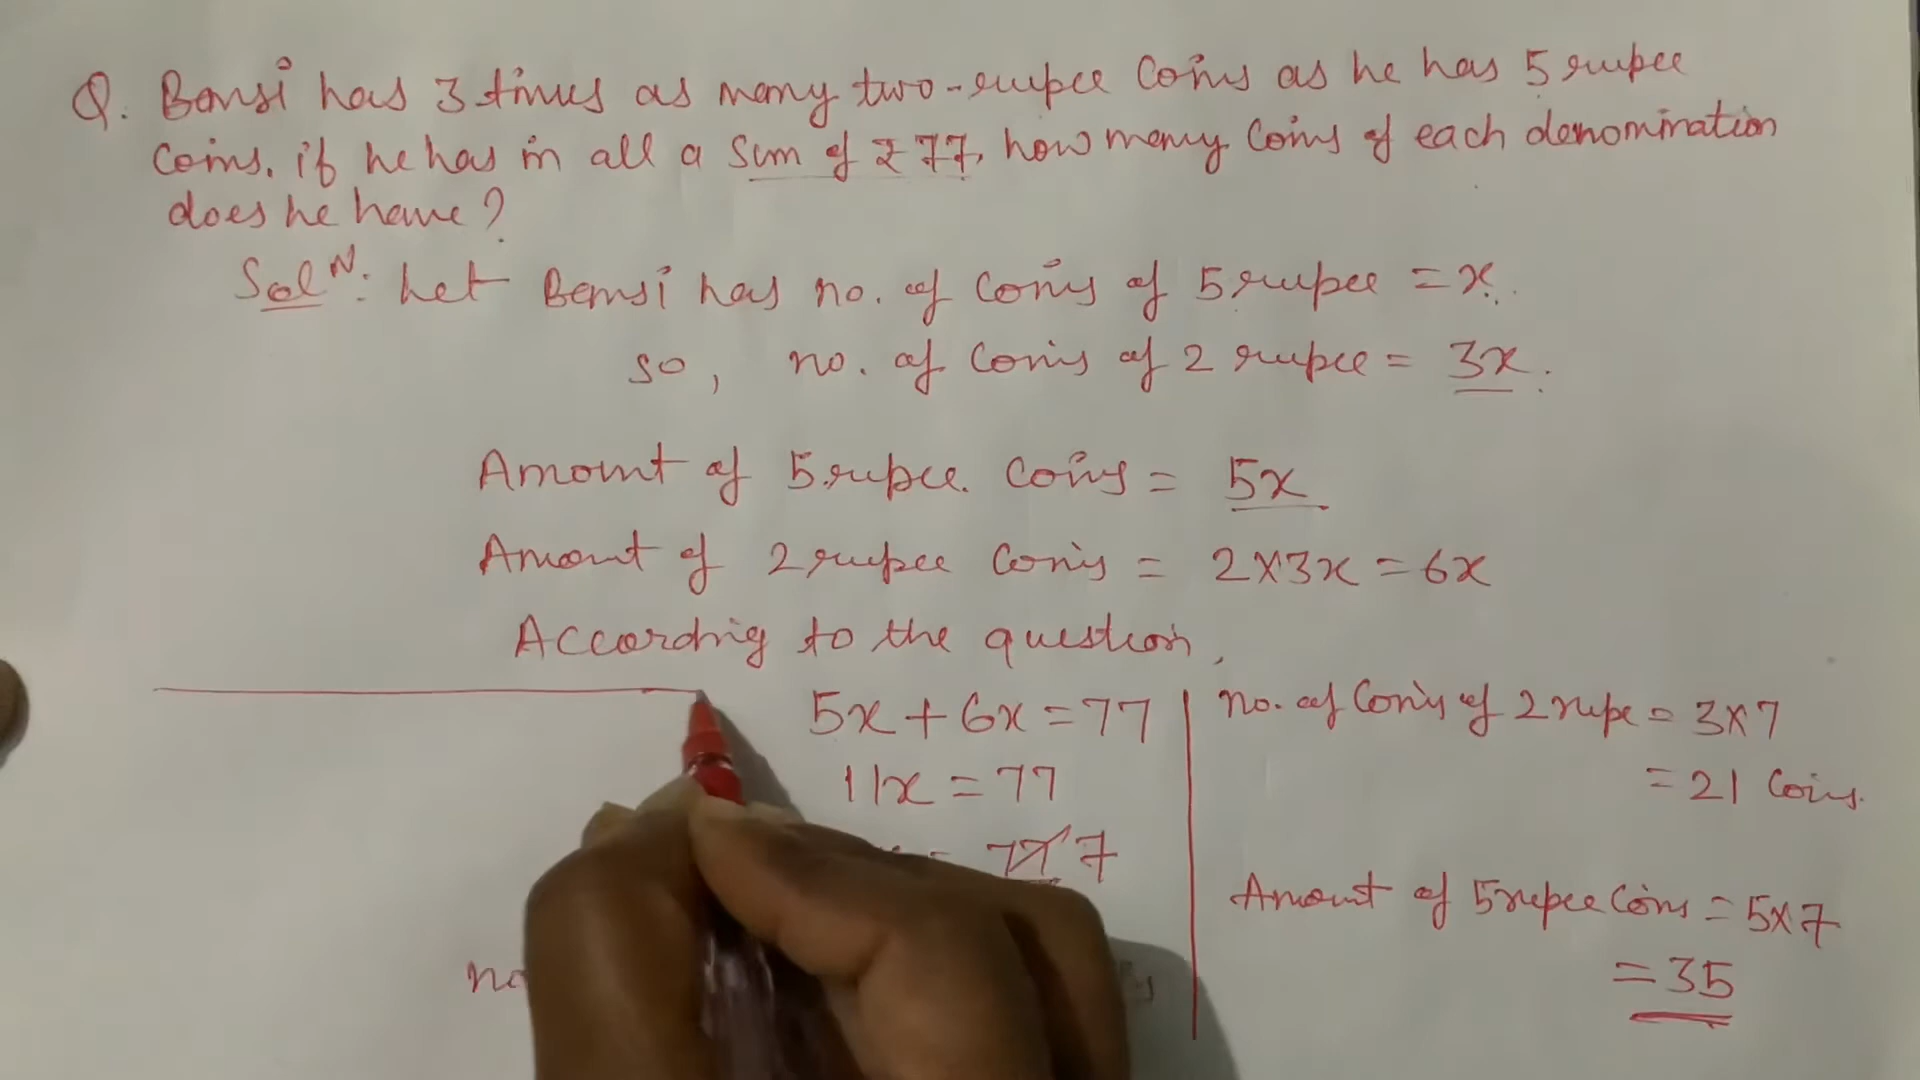 Q. Bansi has 3 times as many two-rupee coins as he has 5 rupee
coins. if he has in all a sum of ₹ 77, how many coins of each denomination
does he have?
Solⁿ: Let Bansi has no. of coins of 5 rupee = x.
so, no. of coins of 2 rupee = 3x.
Amount of 5 rupee coins = 5x
Amount of 2 rupee coins = 2×3x = 6x
According to the question,
5x + 6x = 77
11x = 77
= 77 7
no. of coins of 2 rupe = 3×7
= 21 coins.
Amount of 5 rupee coins = 5×7
= 35